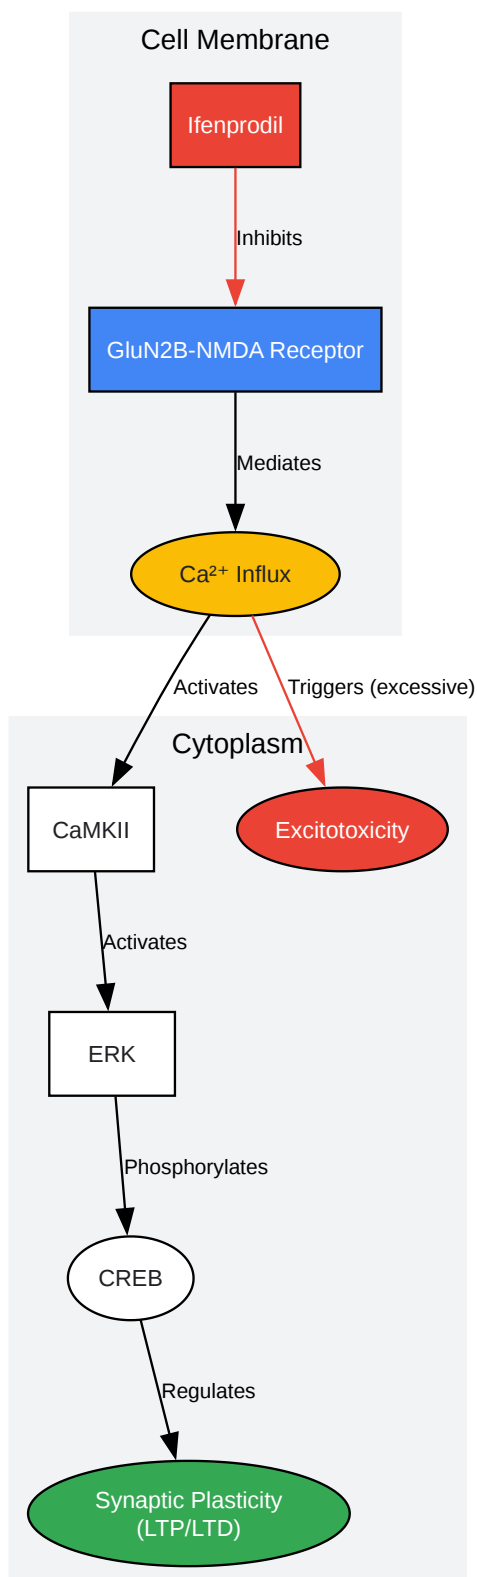 Cell Membrane
Ifenprodil
Inhibits
GluN2B-NMDA Receptor
Mediates
Ca²⁺ Influx
Activates
Triggers (excessive)
Cytoplasm
CaMKII
Excitotoxicity
Activates
ERK
Phosphorylates
CREB
Regulates
Synaptic Plasticity
(LTP/LTD)